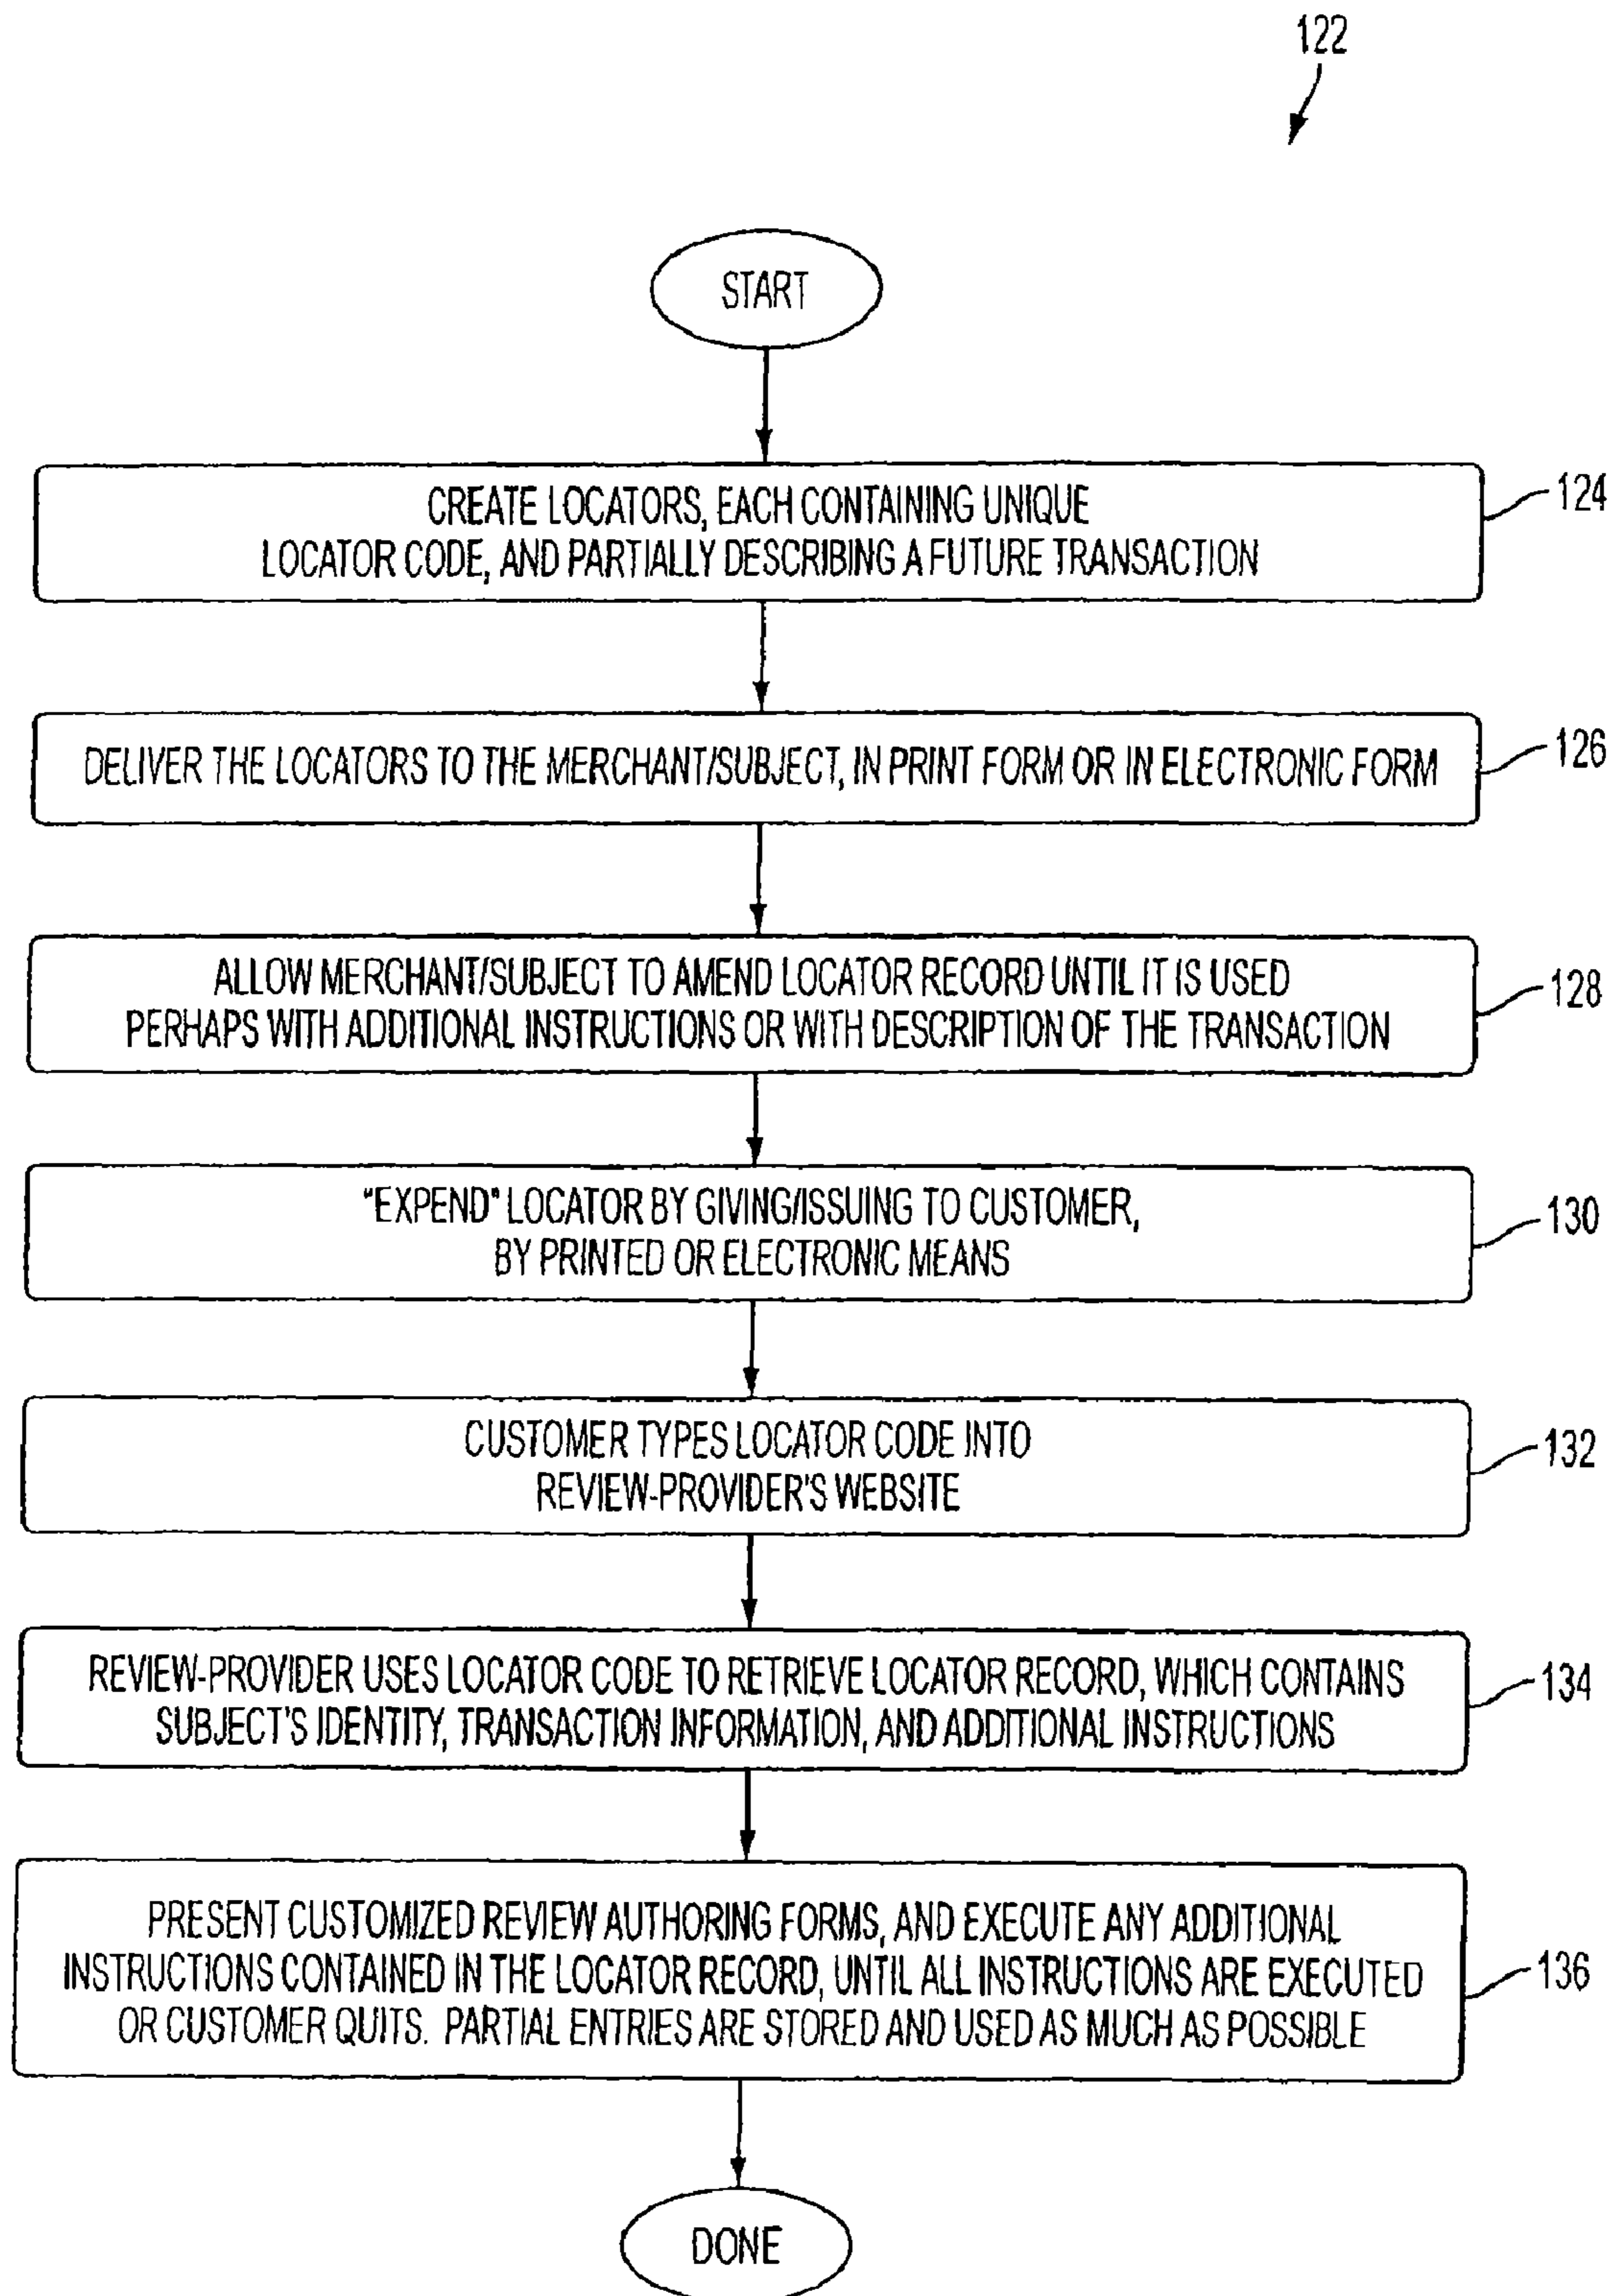 122
START
CREATE LOCATORS, EACH CONTAINING UNIQUE
LOCATOR CODE, AND PARTIALLY DESCRIBING A FUTURE TRANSACTION
124
DELIVER THE LOCATORS TO THE MERCHANT/SUBJECT, IN PRINT FORM OR IN ELECTRONIC FORM
126
ALLOW MERCHANT/SUBJECT TO AMEND LOCATOR RECORD UNTIL IT IS USED
PERHAPS WITH ADDITIONAL INSTRUCTIONS OR WITH DESCRIPTION OF THE TRANSACTION
128
"EXPEND" LOCATOR BY GIVING/ISSUING TO CUSTOMER,
BY PRINTED OR ELECTRONIC MEANS
130
CUSTOMER TYPES LOCATOR CODE INTO
REVIEW-PROVIDER'S WEBSITE
132
REVIEW-PROVIDER USES LOCATOR CODE TO RETRIEVE LOCATOR RECORD, WHICH CONTAINS
SUBJECT'S IDENTITY, TRANSACTION INFORMATION, AND ADDITIONAL INSTRUCTIONS
134
PRESENT CUSTOMIZED REVIEW AUTHORING FORMS, AND EXECUTE ANY ADDITIONAL
INSTRUCTIONS CONTAINED IN THE LOCATOR RECORD, UNTIL ALL INSTRUCTIONS ARE EXECUTED
OR CUSTOMER QUITS. PARTIAL ENTRIES ARE STORED AND USED AS MUCH AS POSSIBLE
136
DONE